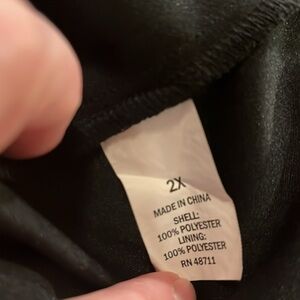 2X
MADE IN CHINA
SHELL:
100% POLYESTER
LINING:
100% POLYESTER
RN 48711